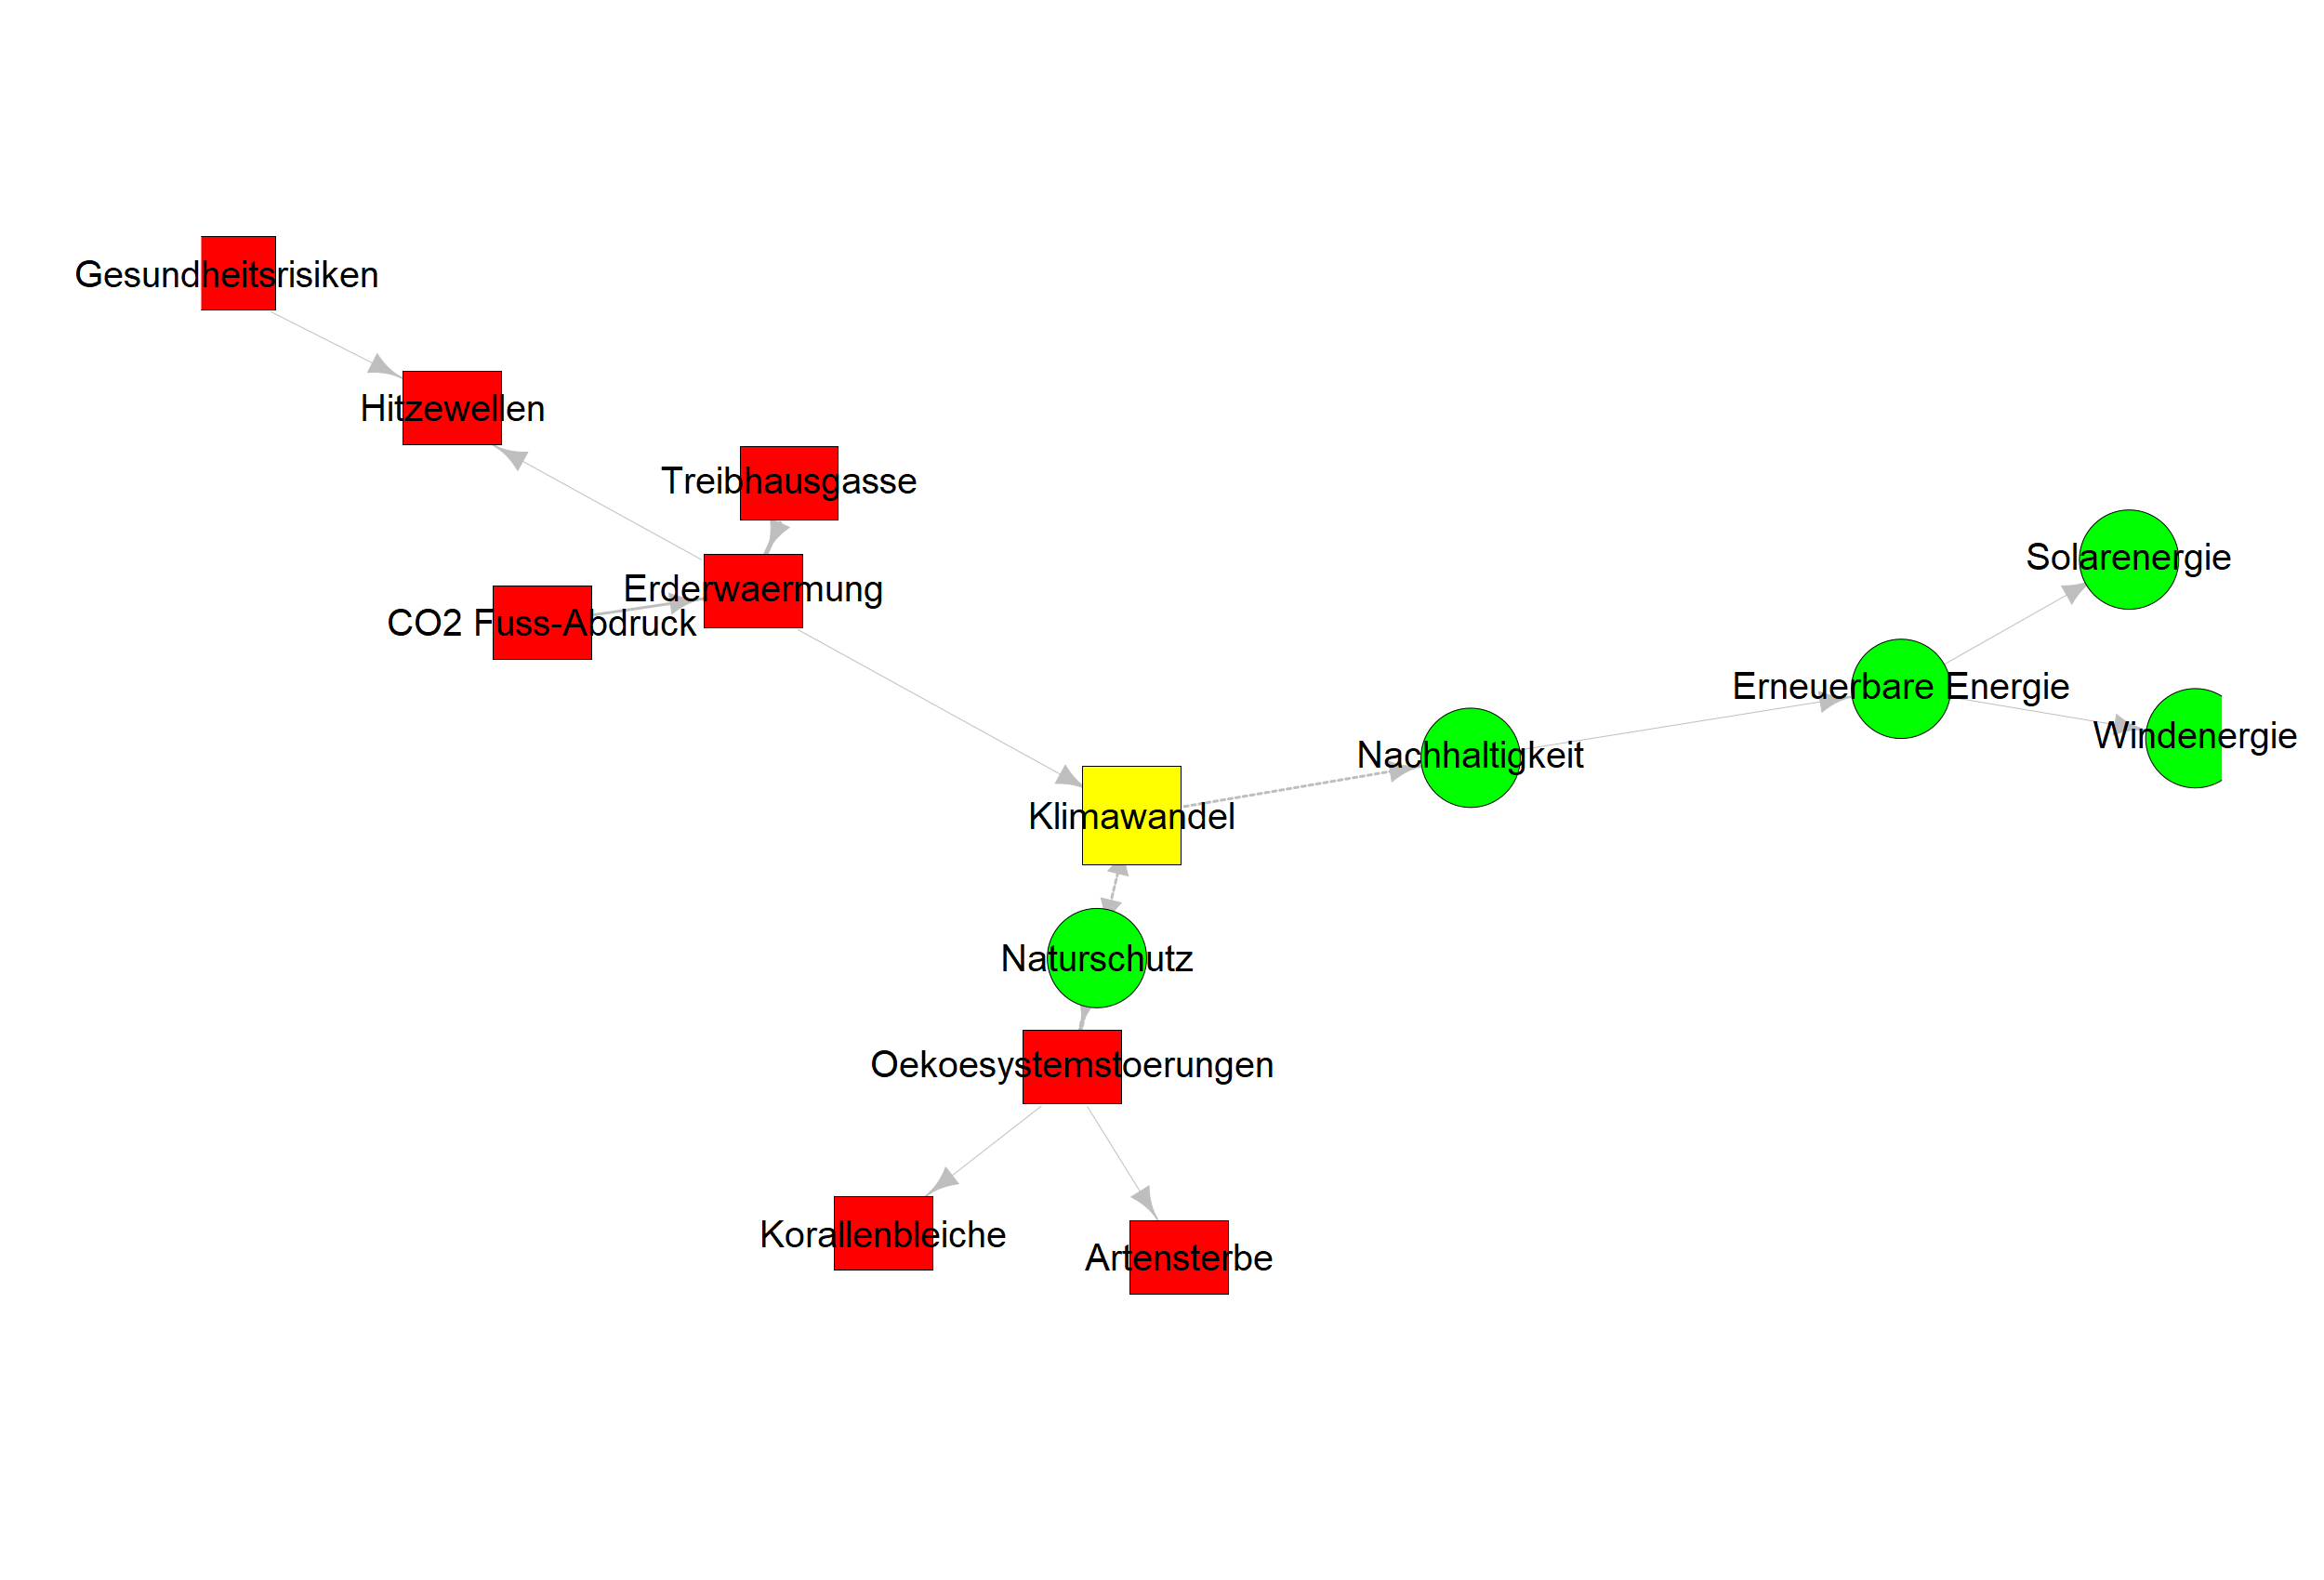 Gesundheitsrisiken
Hitzewellen
Treibhausgasse
Solarenergie
Erderwaermung
CO2 Fuss-Abdruck
Erneuerbare Energie
Windenergie
Nachhaltigkeit
Klimawandel
Naturschutz
Oekoesystemstoerungen
Korallenbleiche
Artensterbe